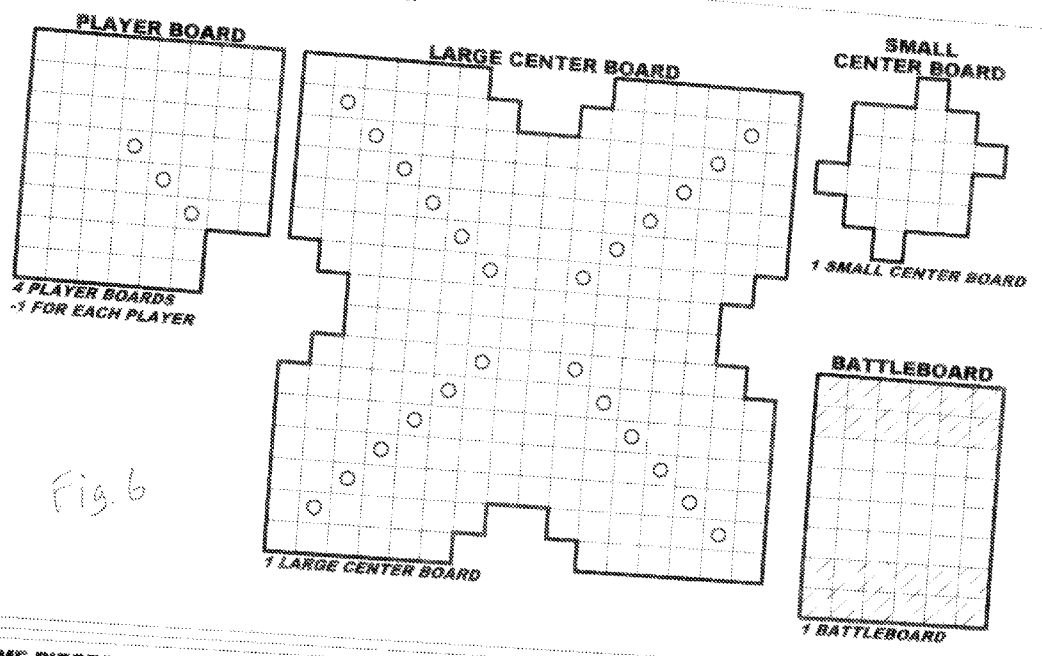 PLAYER BOARD
4 PLAYER BOARDS
-1 FOR EACH PLAYER
LARGE CENTER BOARD
1 LARGE CENTER BOARD
SMALL
CENTER BOARD
1 SMALL CENTER BOARD
BATTLEBOARD
1 BATTLEBOARD
Fig. 6